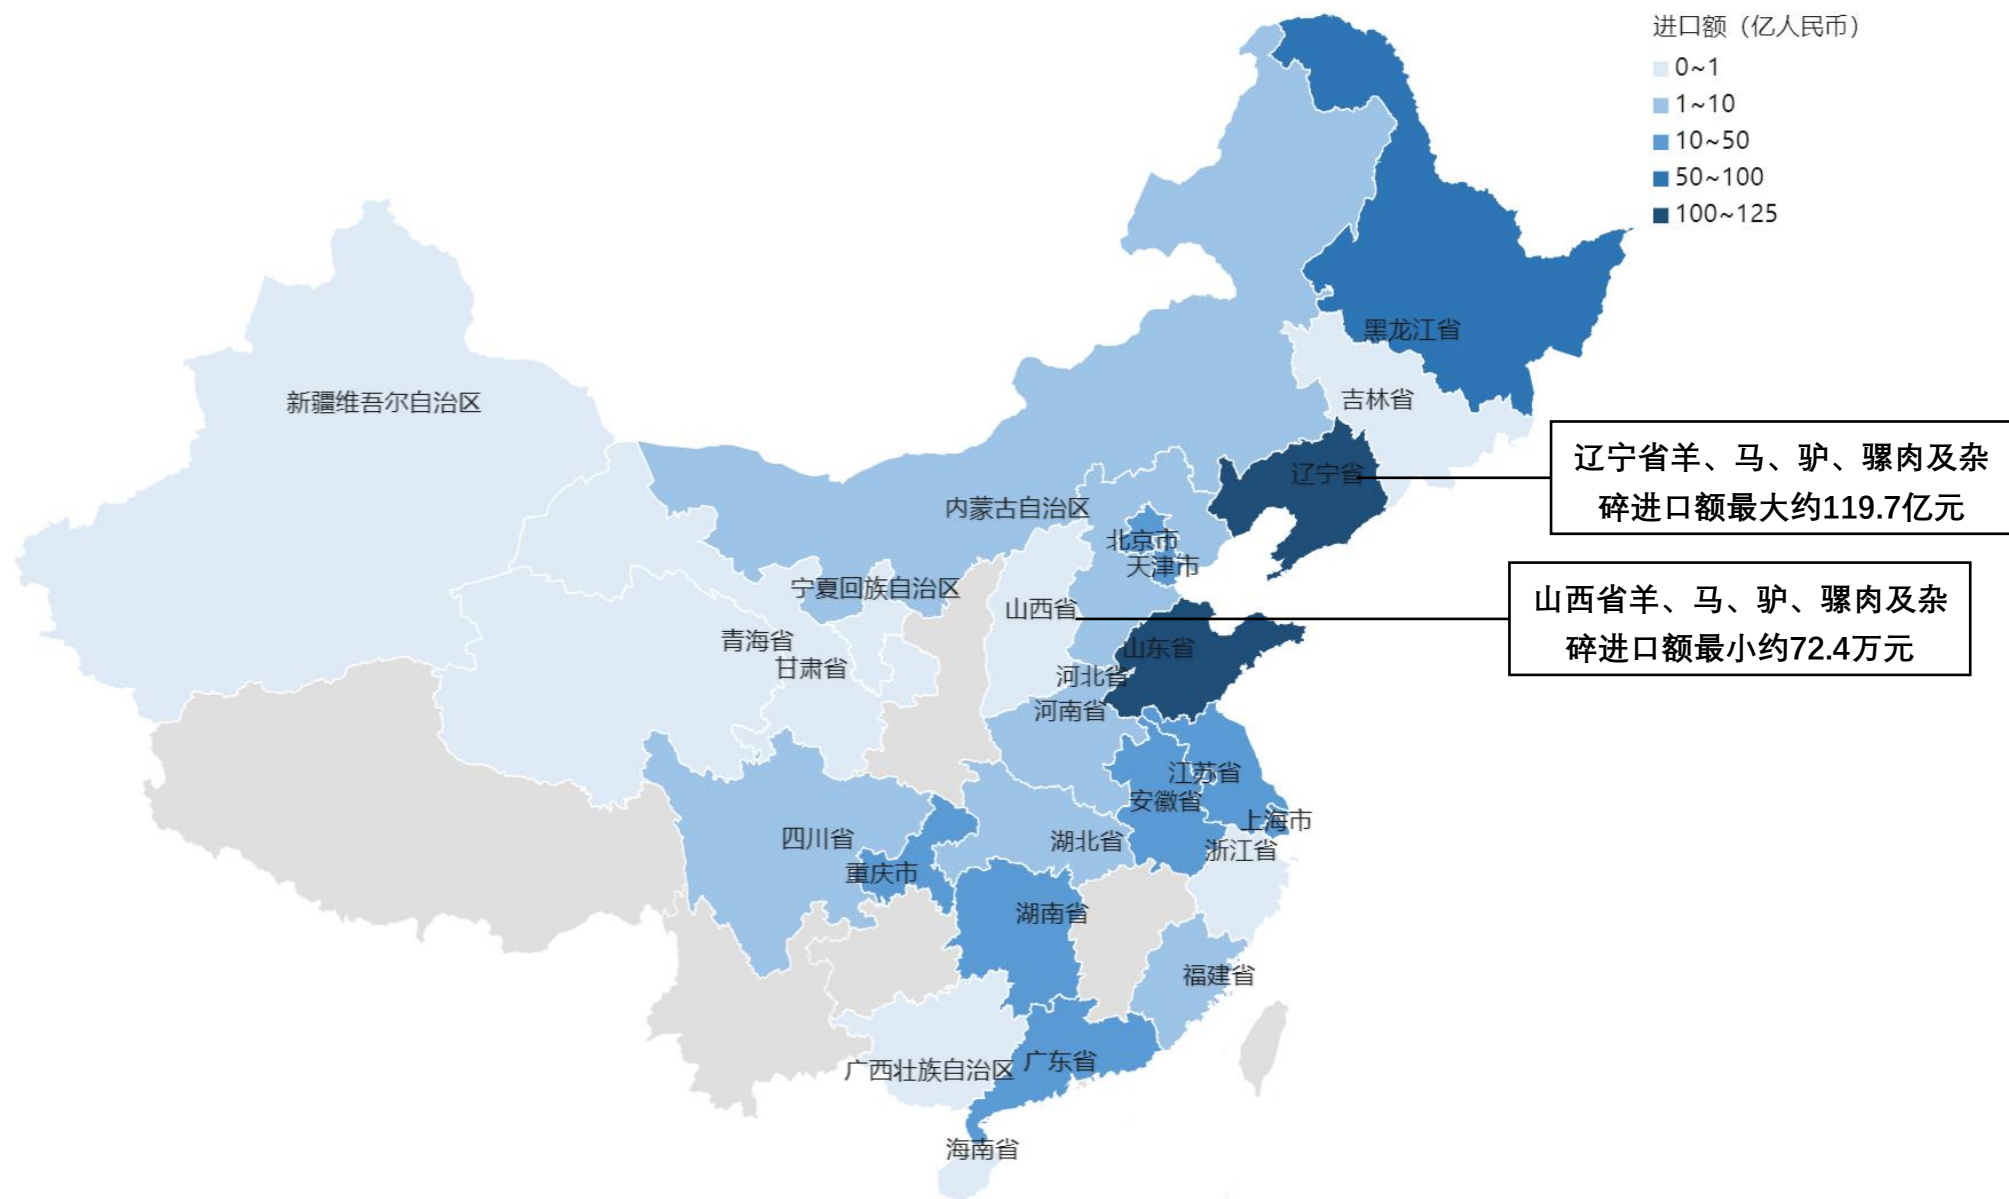 进口额（亿人民币）
0~1
1~10
10~50
50~100
100~125
黑龙江省
新疆维吾尔自治区
吉林省
辽宁省
辽宁省羊、马、驴、骡肉及杂
碎进口额最大约119.7亿元
内蒙古自治区
北京市
天津市
宁夏回族自治区
山西省
山西省羊、马、驴、骡肉及杂
碎进口额最小约72.4万元
青海省
甘肃省
山东省
河北省
河南省
江苏省
安徽省
上海市
四川省
湖北省
浙江省
重庆市
湖南省
福建省
广西壮族自治区
广东省
海南省